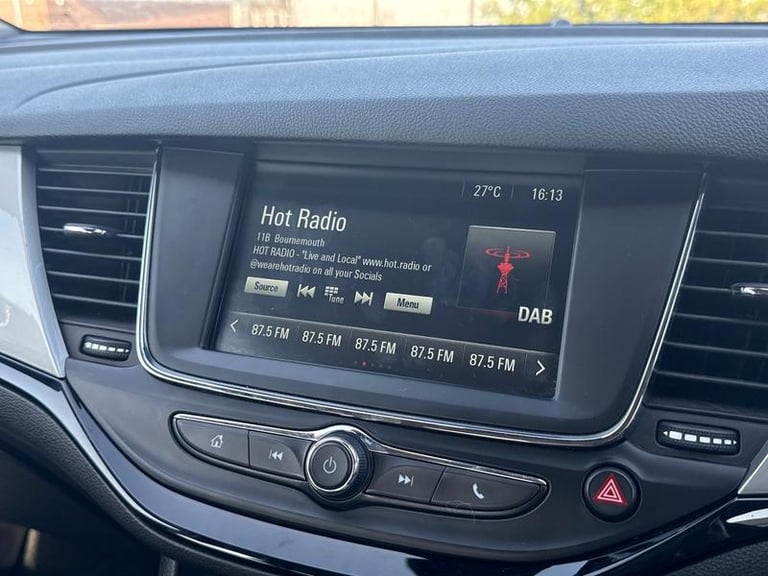 27°C 16:13
Hot Radio
11B Bournemouth
HOT RADIO - "Live and Local" www.hot.radio or
@wearehotradio on all your Socials
Source Tune Menu
DAB
87.5 FM 87.5 FM 87.5 FM 87.5 FM 87.5 FM